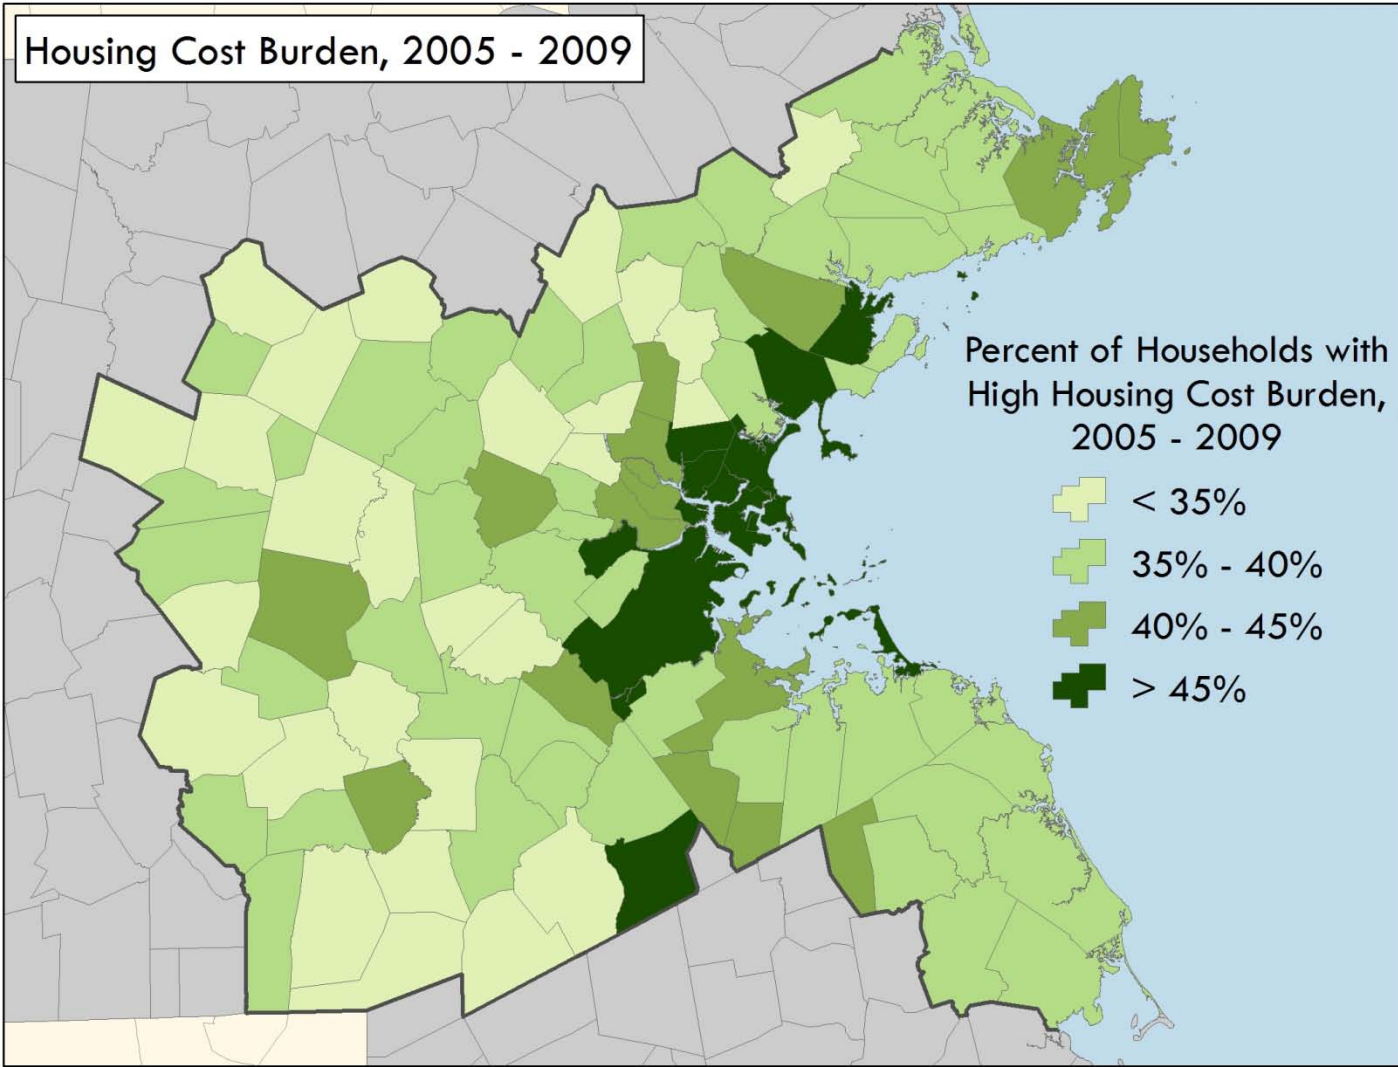 Housing Cost Burden, 2005 - 2009
Percent of Households with
High Housing Cost Burden,
2005 - 2009
< 35%
35% - 40%
40% - 45%
> 45%